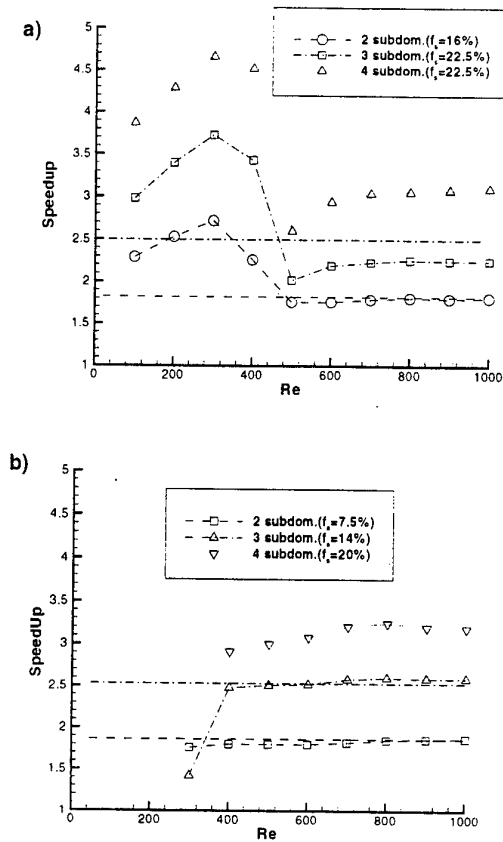 a)
2 subdom.(fs=16%)
3 subdom.(fs=22.5%)
4 subdom.(fs=22.5%)
5
4.5
4
3.5
3
2.5
2
1.5
1
Speedup
0
200
400
600
800
1000
Re
b)
2 subdom.(fs=7.5%)
3 subdom.(fs=14%)
4 subdom.(fs=20%)
5
4.5
4
3.5
3
2.5
2
1.5
1
SpeedUp
0
200
400
600
800
1000
Re